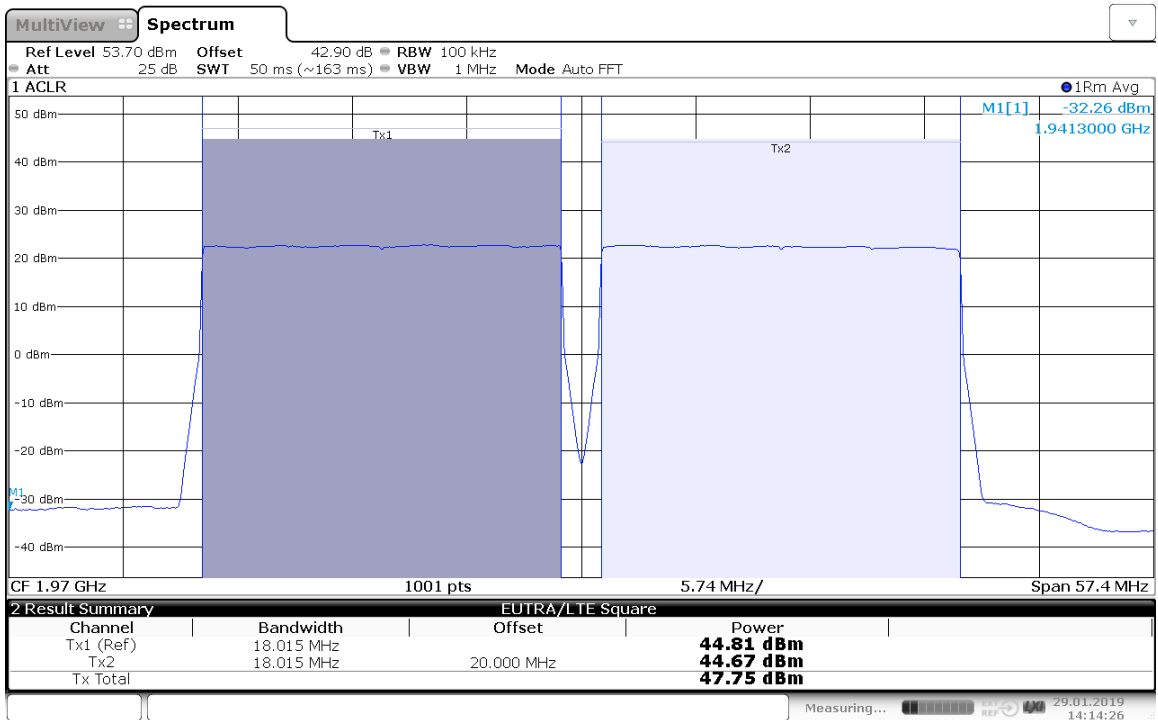 MultiView Spectrum
Ref Level 53.70 dBm Offset 42.90 dB RBW 100 kHz
Att 25 dB SWT 50 ms (~163 ms) VBW 1 MHz Mode Auto FFT
1 ACLR 1Rm Avg
M1[1] -32.26 dBm
1.9413000 GHz
50 dBm
Tx1
Tx2
40 dBm
30 dBm
20 dBm
10 dBm
0 dBm
-10 dBm
-20 dBm
M1
-30 dBm
-40 dBm
CF 1.97 GHz 1001 pts 5.74 MHz/ Span 57.4 MHz
2 Result Summary EUTRA/LTE Square
Channel Bandwidth Offset Power
Tx1 (Ref) 18.015 MHz 44.81 dBm
Tx2 18.015 MHz 20.000 MHz 44.67 dBm
Tx Total 47.75 dBm
Measuring... LXI 29.01.2019
REF 14:14:26